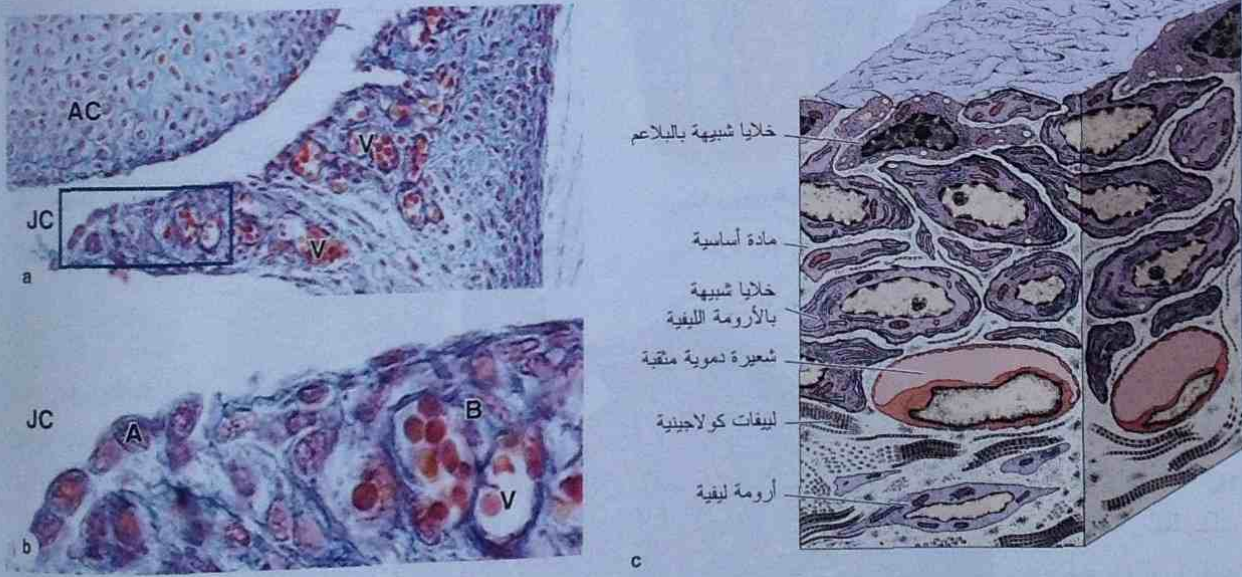 AC
V
JC
V
a
JC
A
B
V
b
خلايا شبيهة بالبلاعم
مادة أساسية
خلايا شبيهة
بالأرومة الليفية
شعيرة دموية مثقبة
لييفات كولاجينية
أرومة ليفية
c